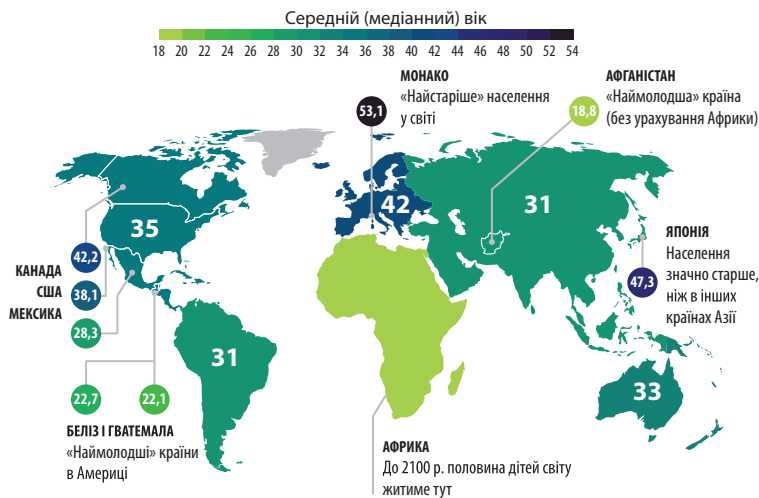 Середній (медіанний) вік
18 20 22 24 26 28 30 32 34 36 38 40 42 44 46 48 50 52 54
МОНАКО
«Найстаріше» населення
у світі
53,1
АФГАНІСТАН
«Наймолодша» країна
(без урахування Африки)
18,8
35
42
31
ЯПОНІЯ
Населення
значно старше,
ніж в інших
країнах Азії
47,3
КАНАДА
42,2
США
38,1
МЕКСИКА
28,3
31
33
22,7
22,1
БЕЛІЗ І ГВАТЕМАЛА
«Наймолодші» країни
в Америці
АФРИКА
До 2100 р. половина дітей світу
житиме тут